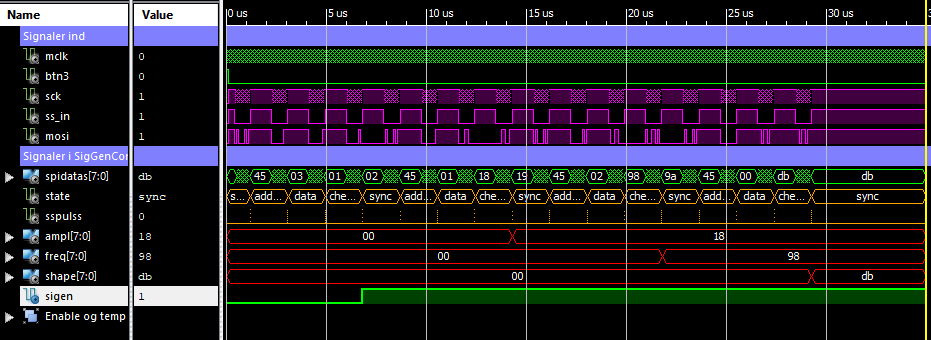 Name Value 0 us 5 us 10 us 15 us 20 us 25 us 30 us
Signaler ind
mclk 0
btn3 0
sck 1
ss_in 1
mosi 1
Signaler i SigGenCor
spidatas[7:0] db 45 03 01 02 45 01 18 19 45 02 98 9a 45 00 db db
state sync s... add... data che... sync add... data che... sync add... data che... sync add... data che... sync
sspulss 0
ampl[7:0] 18 00 18
freq[7:0] 98 00 98
shape[7:0] db 00 db
sigen 1
Enable og temp